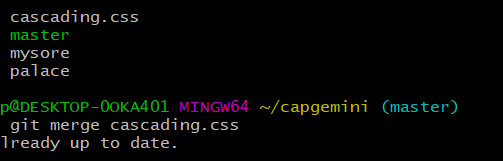 cascading.css
master
mysore
palace
p@DESKTOP-0OKA401 MINGW64 ~/capgemini (master)
git merge cascading.css
lready up to date.